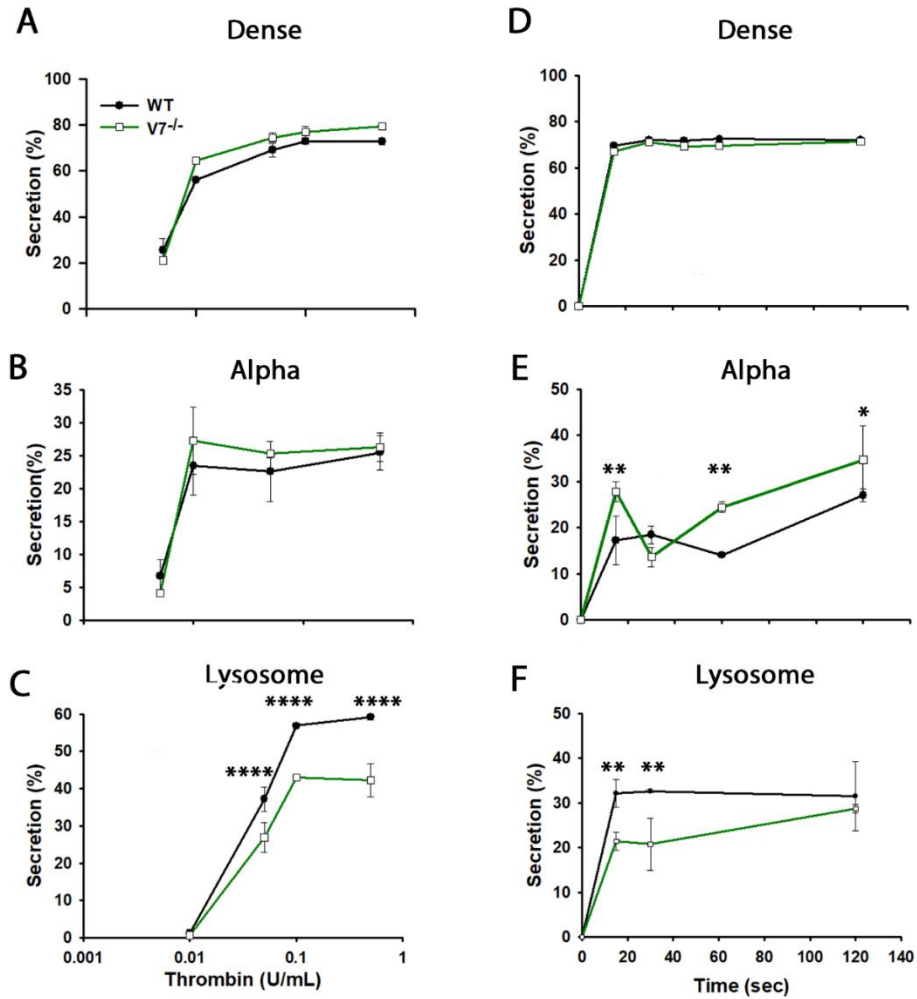 A
Dense
100
80
60
40
20
0
Secretion (%)
WT
V7-/-
D
Dense
100
80
60
40
20
0
Secretion (%)
B
Alpha
35
30
25
20
15
10
5
0
Secretion(%)
E
Alpha
50
40
30
20
10
0
Secretion (%)
**
**
*
C
Lysosome
60
50
40
30
20
10
0
Secretion (%)
****
****
****
0.001 0.01 0.1 1
Thrombin (U/mL)
F
Lysosome
50
40
30
20
10
0
Secretion (%)
** **
0 20 40 60 80 100 120 140
Time (sec)